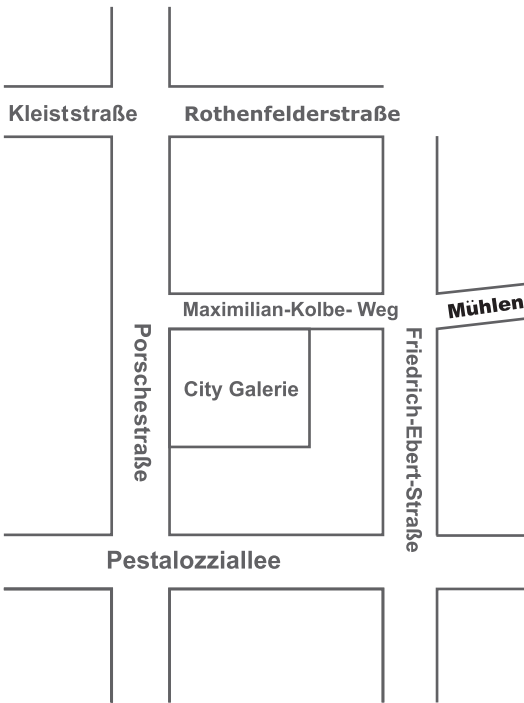 Kleiststraße
Rothenfelderstraße
Maximilian-Kolbe- Weg
Mühlen
Porschestraße
City Galerie
Friedrich-Ebert-Straße
Pestalozziallee